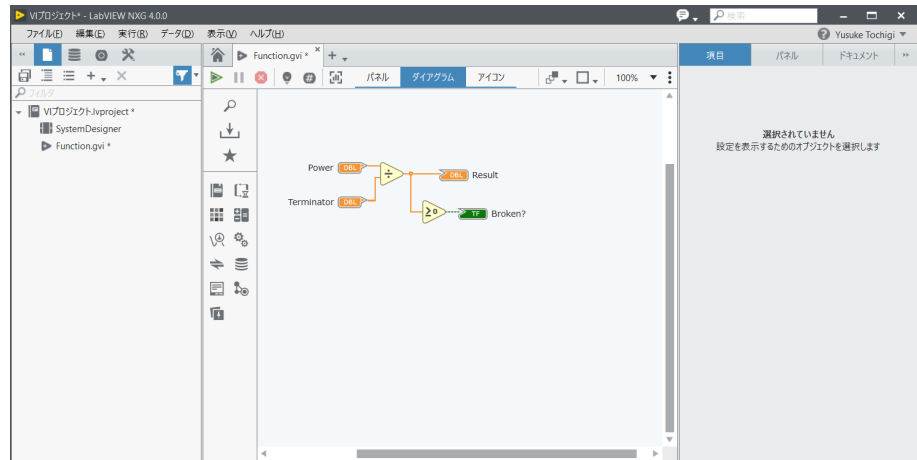 VIプロジェクト* - LabVIEW NXG 4.0.0
検索
ファイル(F) 編集(E) 実行(R) データ(D) 表示(V) ヘルプ(H)
Yusuke Tochigi
Function.gvi *
項目 パネル ドキュメント
パネル ダイアグラム アイコン 100%
フィルタ
VIプロジェクト.lvproject *
SystemDesigner
Function.gvi *
選択されていません
設定を表示するためのオブジェクトを選択します
Power DBL
÷
DBL Result
Terminator DBL
≥0
TF Broken?